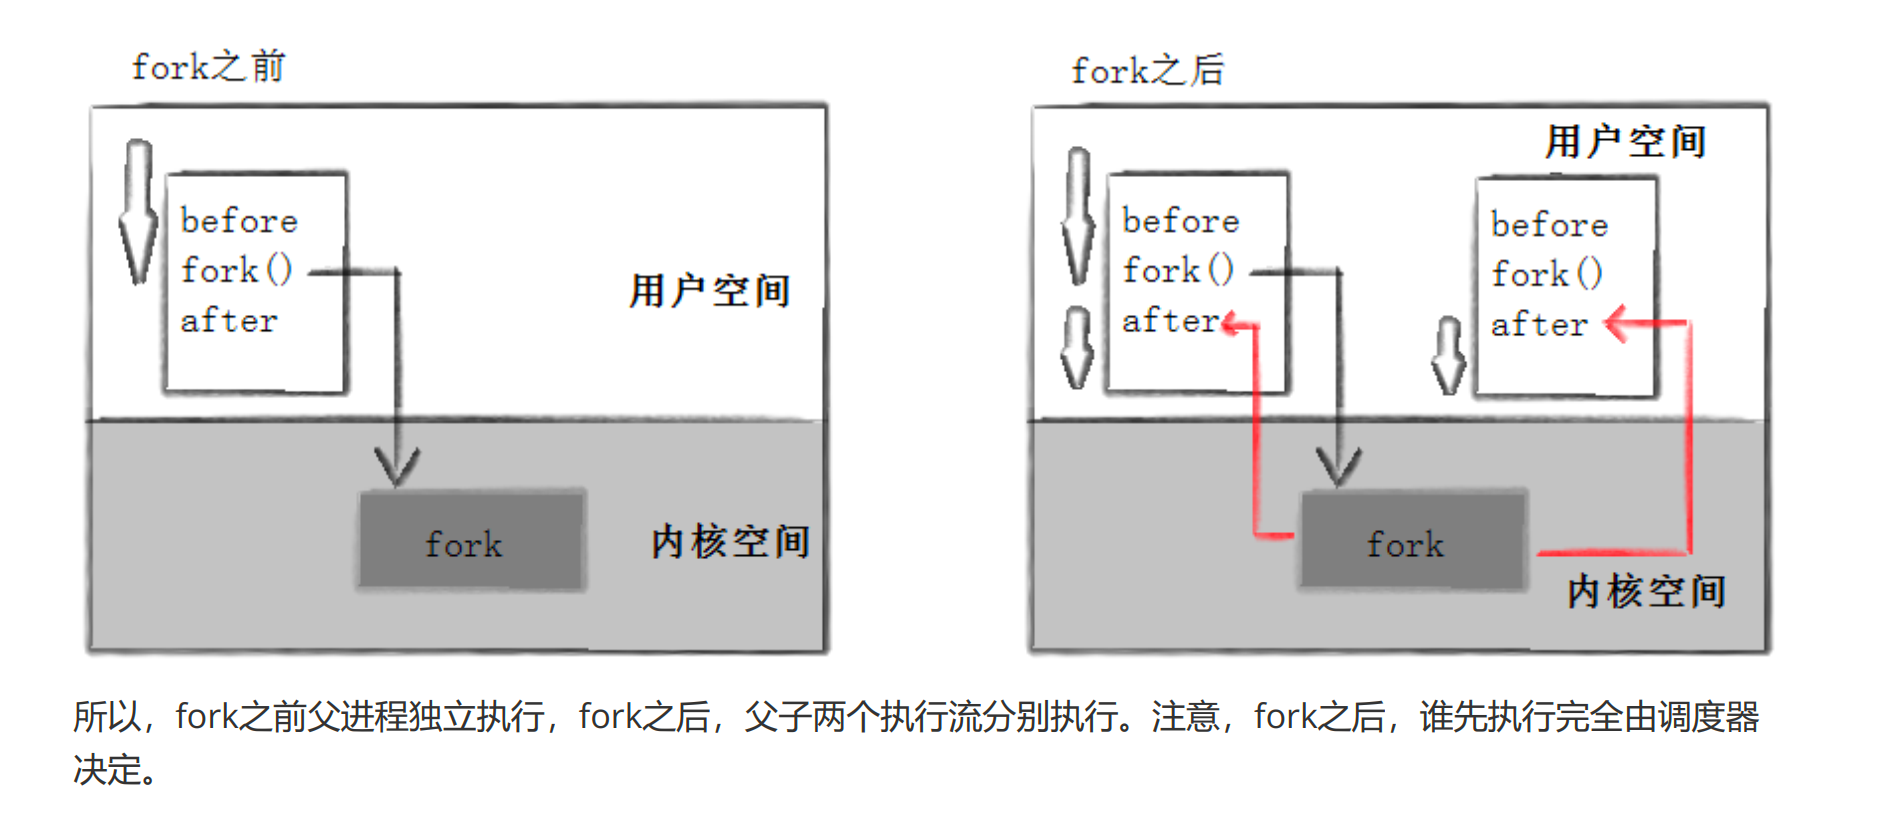 fork之前
before
fork()
after
用户空间
fork
内核空间
fork之后
用户空间
before
fork()
after
before
fork()
after
fork
内核空间
所以，fork之前父进程独立执行，fork之后，父子两个执行流分别执行。注意，fork之后，谁先执行完全由调度器
决定。